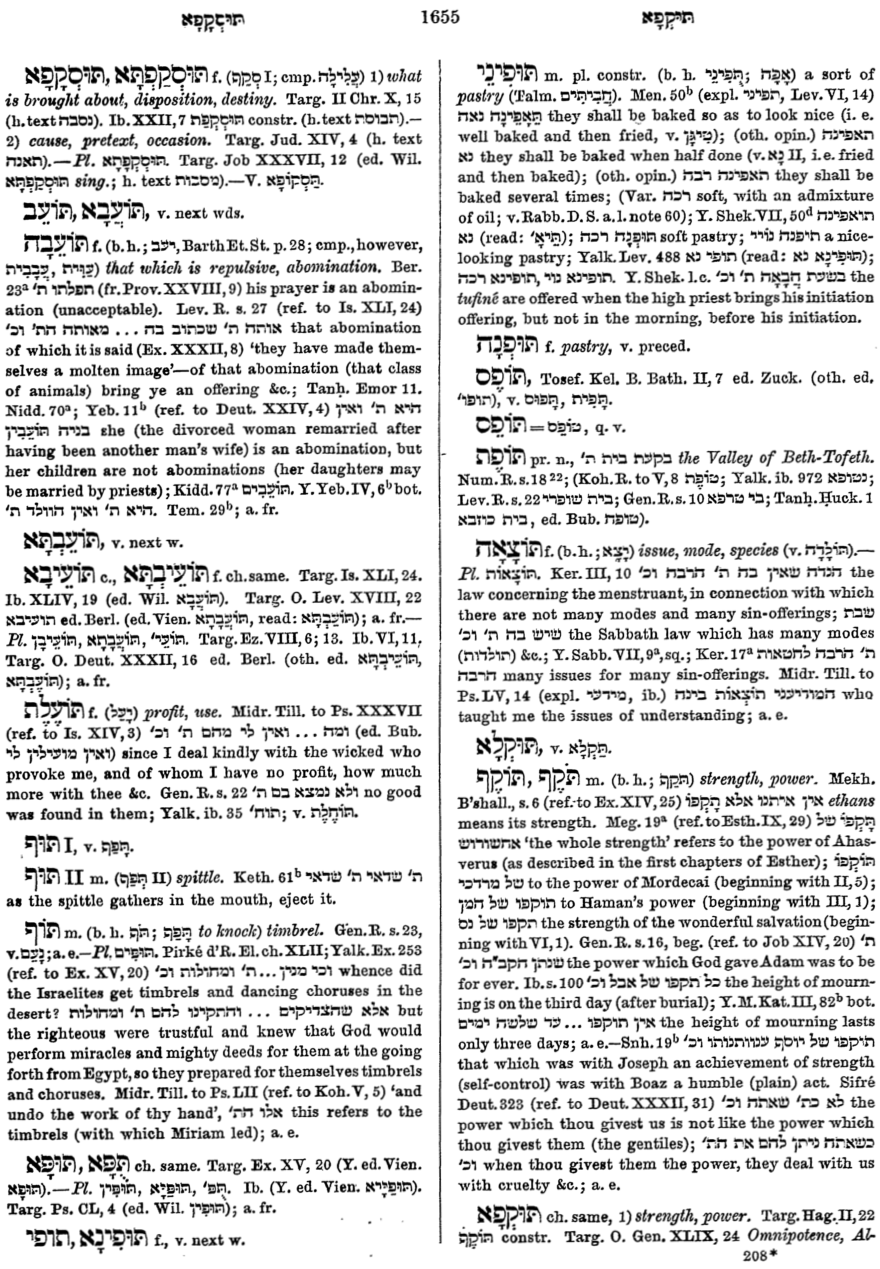 תּוּסְקָפָא
1655
תּוּקְפָא
תּוּסְקַפְתָּא, תּוּסְקָפָא f. (סְקַף I; cmp. עֲלִילָה) 1) what
is brought about, disposition, destiny. Targ. II Chr. X, 15
(h. text נסבה). Ib. XXII, 7 תּוּסְקְפַת constr. (h. text תבוסת).—
2) cause, pretext, occasion. Targ. Jud. XIV, 4 (h. text
תאנה).—Pl. תּוּסְקְפָתָא. Targ. Job XXXVII, 12 (ed. Wil.
תּוּסְקַפְתָּא sing.; h. text מסבות).—V. תַּסְקוֹפָא.
תּוֹעֲבָא, תּוֹעֵב, v. next wds.
תּוֹעֵבָה f. (b. h.; יעב, Barth Et. St. p. 28; cmp., however,
עֲוִית, עַכָּבִית) that which is repulsive, abomination. Ber.
23ᵃ תפלתו ת׳ (fr. Prov. XXVIII, 9) his prayer is an abomin-
ation (unacceptable). Lev. R. s. 27 (ref. to Is. XLI, 24)
אותה ת׳ שכתוב בה ... מאותה הת׳ וכ׳ that abomination
of which it is said (Ex. XXXII, 8) ‘they have made them-
selves a molten image’—of that abomination (that class
of animals) bring ye an offering &c.; Tanḥ. Emor 11.
Nidd. 70ᵃ; Yeb. 11ᵇ (ref. to Deut. XXIV, 4) היא ת׳ ואין
בניה תּוֹעֵבִין she (the divorced woman remarried after
having been another man's wife) is an abomination, but
her children are not abominations (her daughters may
be married by priests); Kidd. 77ᵃ תּוֹעֵבִים. Y. Yeb. IV, 6ᵇ bot.
היא ת׳ ואין הוולד ת׳. Tem. 29ᵇ; a. fr.
תּוֹעֵבְתָּא, v. next w.
תּוֹעֵיבָא c., תּוֹעֵיבְתָּא f. ch. same. Targ. Is. XLI, 24.
Ib. XLIV, 19 (ed. Wil. תּוֹעֲבָא). Targ. O. Lev. XVIII, 22
תועיבא ed. Berl. (ed. Vien. תּוֹעֲבָתָא, read: תּוֹעֶבְתָּא); a. fr.—
Pl. תּוֹעֵיבָן, תּוֹעֲבָתָא, תּוֹעֵי׳. Targ. Ez. VIII, 6; 13. Ib. VI, 11.
Targ. O. Deut. XXXII, 16 ed. Berl. (oth. ed. תּוֹעֵיבְתָּא,
תּוֹעֶבְתָּא); a. fr.
תּוֹעֶלֶת f. (יָעַל) profit, use. Midr. Till. to Ps. XXXVII
(ref. to Is. XIV, 3) ומה ... ואין לי מהם ת׳ וכ׳ (ed. Bub.
ואין מועילין לי) since I deal kindly with the wicked who
provoke me, and of whom I have no profit, how much
more with thee &c. Gen. R. s. 22 ולא נמצא בם ת׳ no good
was found in them; Yalk. ib. 35 תוח׳; v. תּוֹחֶלֶת.
תּוּף I, v. תָּפַף.
תּוּף II m. (תָּפַף II) spittle. Keth. 61ᵇ ת׳ שדאי ת׳ שדאי
as the spittle gathers in the mouth, eject it.
תּוֹף m. (b. h. תֹּף; תָּפַף to knock) timbrel. Gen. R. s. 23,
v. נָעַם; a. e.—Pl. תּוּפִּים. Pirké d'R. El. ch. XLII; Yalk. Ex. 253
(ref. to Ex. XV, 20) וכי מנין ... ת׳ ומחולות וכ׳ whence did
the Israelites get timbrels and dancing choruses in the
desert? אלא שהצדיקים ... והתקינו להם ת׳ ומחולות but
the righteous were trustful and knew that God would
perform miracles and mighty deeds for them at the going
forth from Egypt, so they prepared for themselves timbrels
and choruses. Midr. Till. to Ps. LII (ref. to Koh. V, 5) ‘and
undo the work of thy hand’, אלו הת׳ this refers to the
timbrels (with which Miriam led); a. e.
תֻּפָּא, תּוּפָּא ch. same. Targ. Ex. XV, 20 (Y. ed. Vien.
תּוּפָא).—Pl. תּוּפִּין, תּוּפַּיָּא, תֻּפּ׳. Ib. (Y. ed. Vien. תּוּפַיָּירא).
Targ. Ps. CL, 4 (ed. Wil. תּוּפִין); a. fr.
תּוּפִינָא, תופי f., v. next w.
תּוּפִינֵי m. pl. constr. (b. h. תֻּפִינֵי; אָפָה) a sort of
pastry (Talm. חֲבִיתִּים). Men. 50ᵇ (expl. תפיני, Lev. VI, 14)
תֵּאָפֶינָה נאה they shall be baked so as to look nice (i. e.
well baked and then fried, v. טִיגֵּן); (oth. opin.) תאפינה
נא they shall be baked when half done (v. נָא II, i. e. fried
and then baked); (oth. opin.) תאפינה רבה they shall be
baked several times; (Var. רכה soft, with an admixture
of oil; v. Rabb. D. S. a. l. note 60); Y. Shek. VII, 50ᵈ תואפינה
נא (read: תֵּיאָ׳); תּוּפְנָה רכה soft pastry; תיפנה נוייי a nice-
looking pastry; Yalk. Lev. 488 תופי נא (read: תּוּפִינָא נא);
תופינא נוי, תופינא רכה. Y. Shek. l. c. בשעת הֲבָאָה ת׳ וכ׳ the
tufiné are offered when the high priest brings his initiation
offering, but not in the morning, before his initiation.
תּוּפְנָה f. pastry, v. preced.
תּוֹפֵס, Tosef. Kel. B. Bath. II, 7 ed. Zuck. (oth. ed.
תופו׳), v. תָּפוּס, תָּפִית.
תּוֹפֵס = טוֹפֵס, q. v.
תּוֹפֶת pr. n., בקעת בית ת׳ the Valley of Beth-Tofeth.
Num. R. s. 18²²; (Koh. R. to V, 8 טוֹפֶת; Yalk. ib. 972 נטופא;
Lev. R. s. 22 בית שופרי; Gen. R. s. 10 בי טרפא; Tanḥ. Ḥuck. 1
בית כוזבא, ed. Bub. טופח).
תּוֹצָאָה f. (b. h.; יָצָא) issue, mode, species (v. תּוֹלָדָה).—
Pl. תּוֹצָאוֹת. Ker. III, 10 הנדה שאין בה ת׳ הרבה וכ׳ the
law concerning the menstruant, in connection with which
there are not many modes and many sin-offerings; שבת
שיש בה ת׳ וכ׳ the Sabbath law which has many modes
(תולדות) &c.; Y. Sabb. VII, 9ᵃ, sq.; Ker. 17ᵃ ת׳ הרבה לחטאות
הרבה many issues for many sin-offerings. Midr. Till. to
Ps. LV, 14 (expl. מידעי, ib.) המודיעני תוֹצְאוֹת בינה who
taught me the issues of understanding; a. e.
תּוּקְלָא, v. תַּקְלָא.
תֹּקֶף, תּוֹקֶף m. (b. h.; תָּקַף) strength, power. Mekh.
B'shall., s. 6 (ref. to Ex. XIV, 25) אין איתנו אלא תָּקְפּוֹ ethans
means its strength. Meg. 19ᵃ (ref. to Esth. IX, 29) תָּקְפּוֹ של
אחשורוש ‘the whole strength’ refers to the power of Ahas-
verus (as described in the first chapters of Esther); תוֹקְפוֹ
של מרדכי to the power of Mordecai (beginning with II, 5);
תוקפו של המן to Haman's power (beginning with III, 1);
תקפו של נס the strength of the wonderful salvation (begin-
ning with VI, 1). Gen. R. s. 16, beg. (ref. to Job XIV, 20) ת׳
שנתן הקב״ה וכ׳ the power which God gave Adam was to be
for ever. Ib. s. 100 כל תקפו של אבל וכ׳ the height of mourn-
ing is on the third day (after burial); Y. M. Kat. III, 82ᵇ bot.
אין תוקפו ... עד שלשה ימים the height of mourning lasts
only three days; a. e.—Snh. 19ᵇ תיקפו של יוסף ענוותנותו וכ׳
that which was with Joseph an achievement of strength
(self-control) was with Boaz a humble (plain) act. Sifré
Deut. 323 (ref. to Deut. XXXII, 31) לא כת׳ שאתה וכ׳ the
power which thou givest us is not like the power which
thou givest them (the gentiles); כשאתה ניתן להם את הת׳
וכ׳ when thou givest them the power, they deal with us
with cruelty &c.; a. e.
תּוּקְפָא ch. same, 1) strength, power. Targ. Hag. II, 22
תּוֹקֶף constr. Targ. O. Gen. XLIX, 24 Omnipotence, Al-
208*